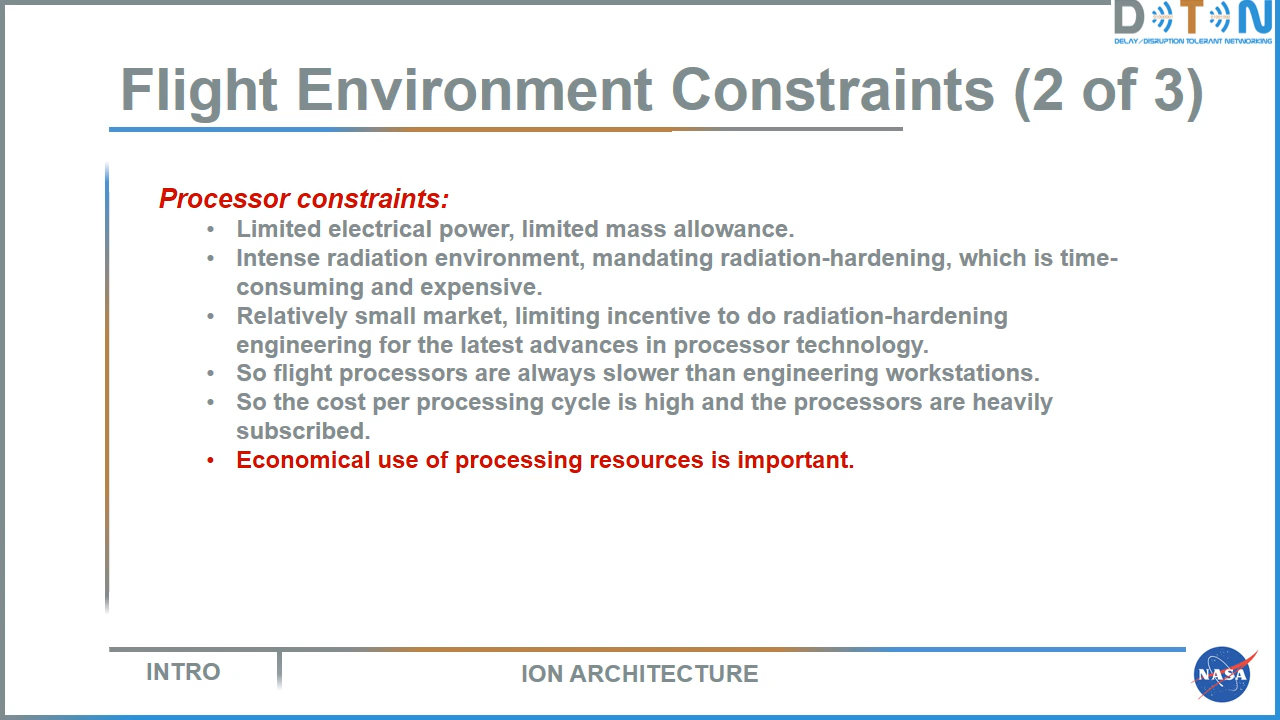 DTN
DELAY/DISRUPTION TOLERANT NETWORKING
Flight Environment Constraints (2 of 3)
Processor constraints:
• Limited electrical power, limited mass allowance.
• Intense radiation environment, mandating radiation-hardening, which is time-
consuming and expensive.
• Relatively small market, limiting incentive to do radiation-hardening
engineering for the latest advances in processor technology.
• So flight processors are always slower than engineering workstations.
• So the cost per processing cycle is high and the processors are heavily
subscribed.
• Economical use of processing resources is important.
INTRO
ION ARCHITECTURE
NASA